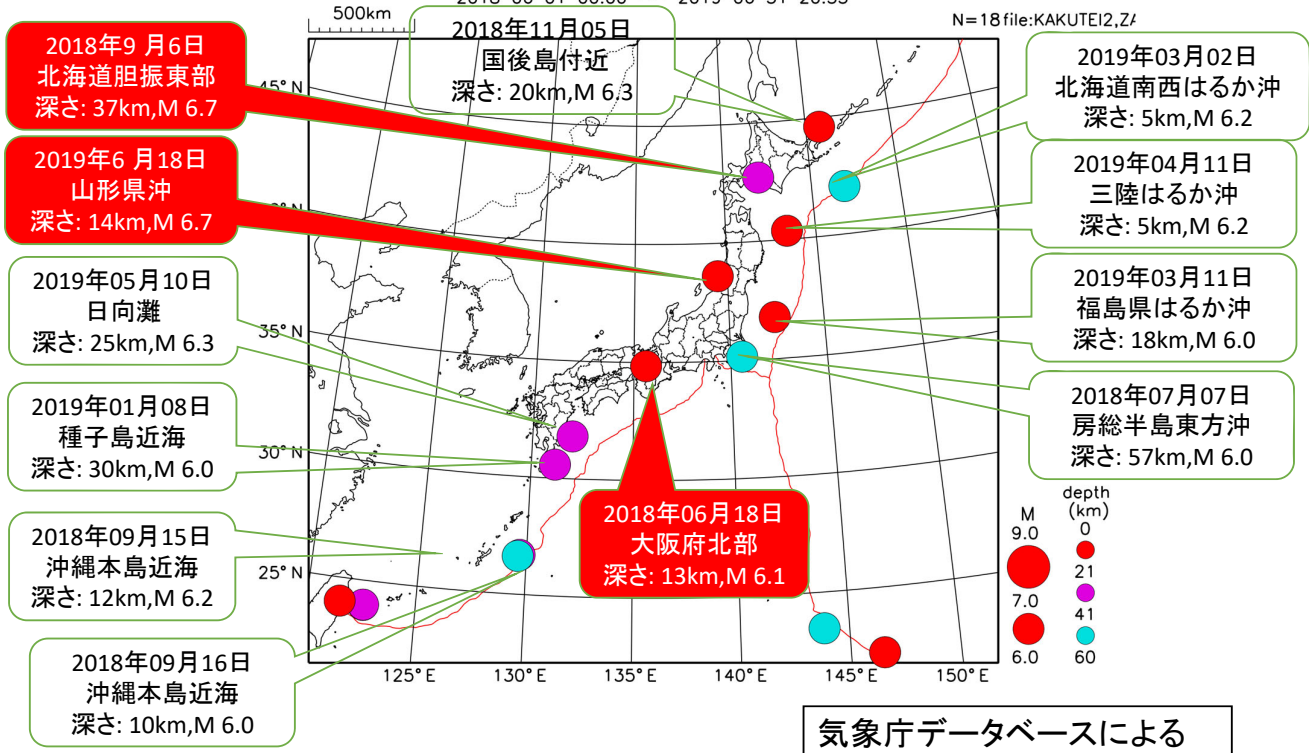 500km
N=18 file:KAKUTEI2,ZA
2018年9 月6日
北海道胆振東部
深さ: 37km,M 6.7
2018年11月05日
国後島付近
深さ: 20km,M 6.3
2019年03月02日
北海道南西はるか沖
深さ: 5km,M 6.2
2019年6 月18日
山形県沖
深さ: 14km,M 6.7
2019年04月11日
三陸はるか沖
深さ: 5km,M 6.2
2019年05月10日
日向灘
深さ: 25km,M 6.3
2019年03月11日
福島県はるか沖
深さ: 18km,M 6.0
2019年01月08日
種子島近海
深さ: 30km,M 6.0
2018年07月07日
房総半島東方沖
深さ: 57km,M 6.0
2018年06月18日
大阪府北部
深さ: 13km,M 6.1
2018年09月15日
沖縄本島近海
深さ: 12km,M 6.2
2018年09月16日
沖縄本島近海
深さ: 10km,M 6.0
45° N
35° N
30° N
25° N
125° E
130° E
135° E
140° E
145° E
150° E
M
9.0
7.0
6.0
depth
(km)
0
21
41
60
気象庁データベースによる